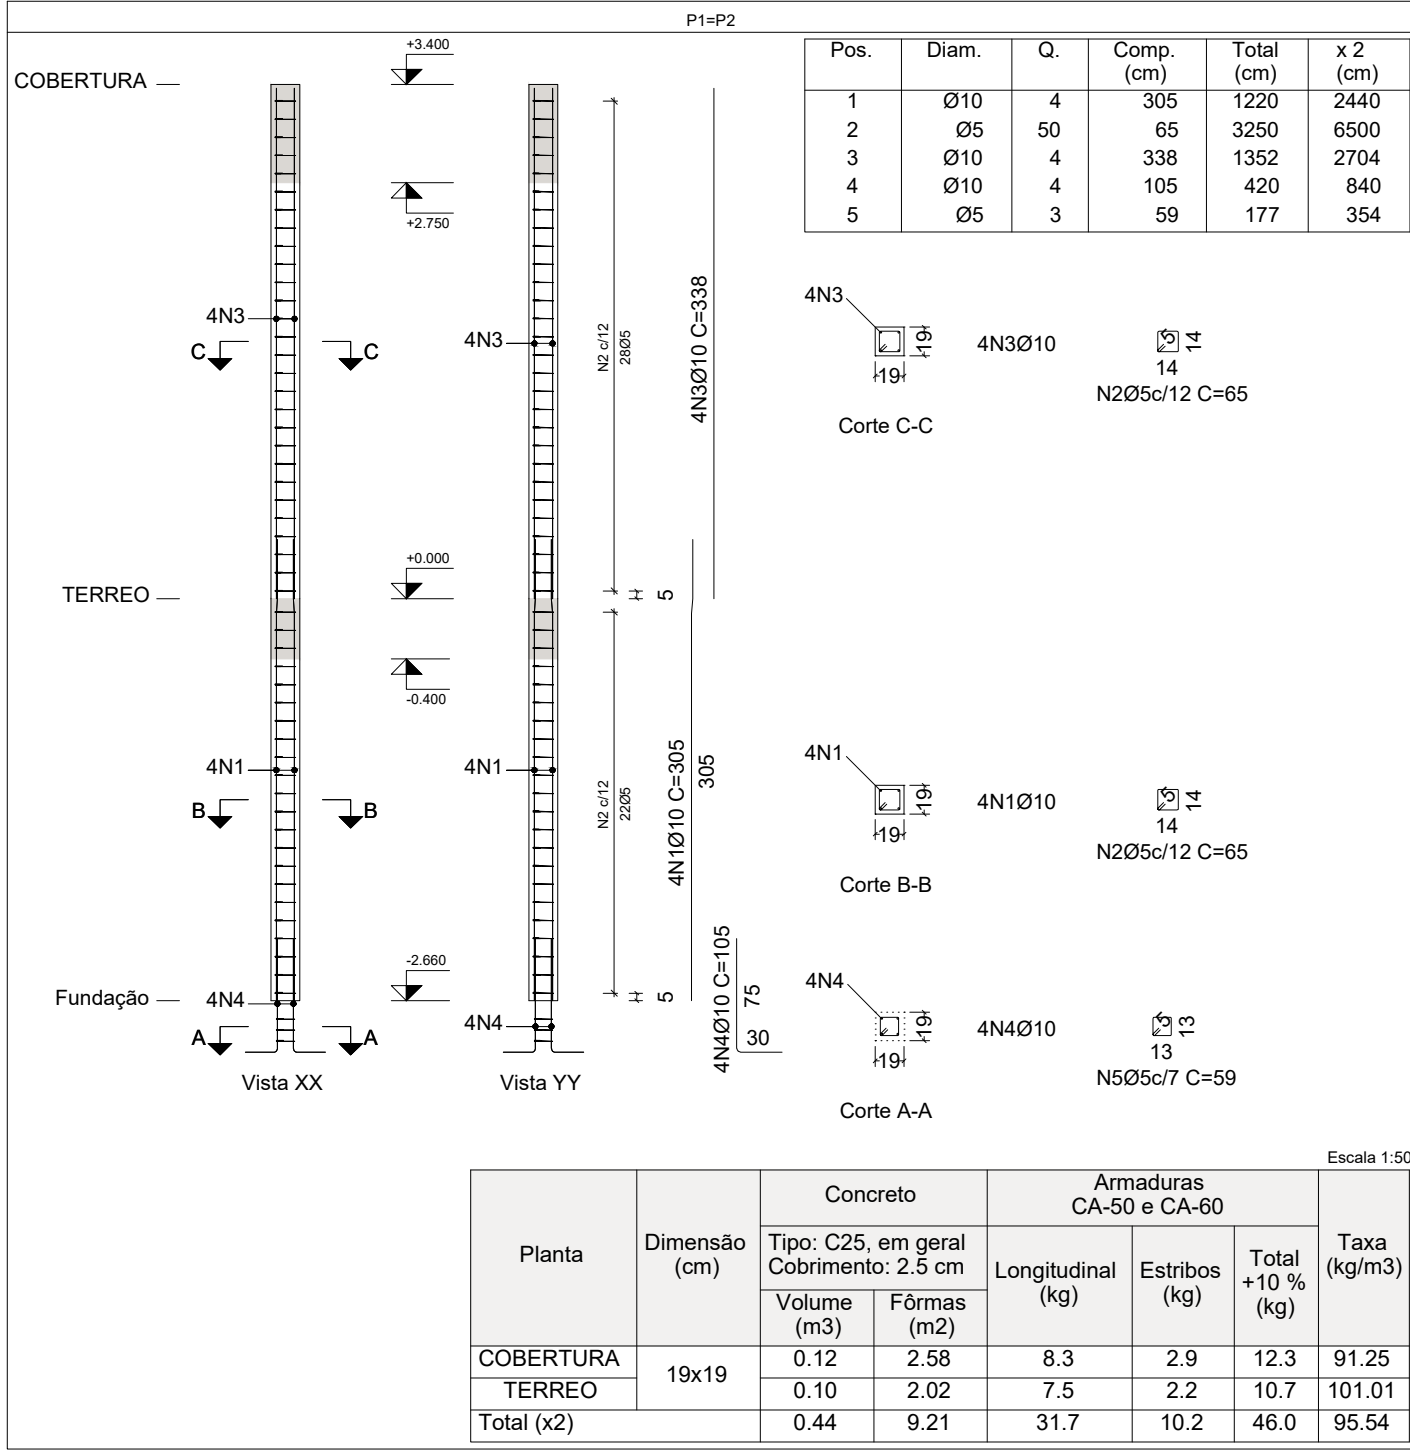 P1=P2
Pos. Diam. Q. Comp. (cm) Total (cm) x 2 (cm)
1 Ø10 4 305 1220 2440
2 Ø5 50 65 3250 6500
3 Ø10 4 338 1352 2704
4 Ø10 4 105 420 840
5 Ø5 3 59 177 354
COBERTURA
+3.400
+2.750
4N3
C C
TERREO
+0.000
-0.400
4N1
B B
-2.660
Fundação
4N4
A A
Vista XX
4N3
4N1
4N4
Vista YY
N2 c/12
28Ø5
5
N2 c/12
22Ø5
5
4N3Ø10 C=338
4N1Ø10 C=305
305
4N4Ø10 C=105
75
30
4N3
19
19
4N3Ø10
Corte C-C
5
14
14
N2Ø5c/12 C=65
4N1
19
19
4N1Ø10
Corte B-B
5
14
14
N2Ø5c/12 C=65
4N4
19
19
4N4Ø10
Corte A-A
5
13
13
N5Ø5c/7 C=59
Escala 1:50
Planta
Dimensão
(cm)
Concreto
Tipo: C25, em geral
Cobrimento: 2.5 cm
Volume
(m3)
Fôrmas
(m2)
Armaduras
CA-50 e CA-60
Longitudinal
(kg)
Estribos
(kg)
Total
+10 %
(kg)
Taxa
(kg/m3)
COBERTURA 19x19 0.12 2.58 8.3 2.9 12.3 91.25
TERREO 0.10 2.02 7.5 2.2 10.7 101.01
Total (x2) 0.44 9.21 31.7 10.2 46.0 95.54